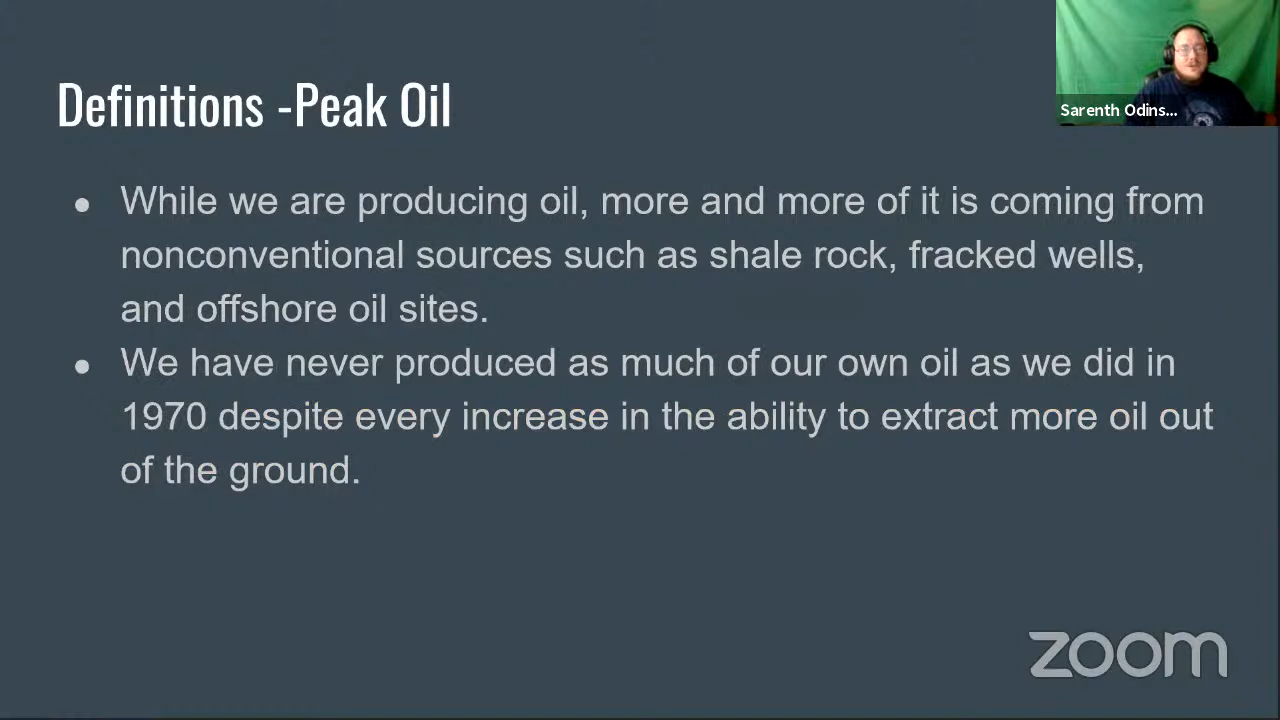 Definitions -Peak Oil
Sarenth Odins...
● While we are producing oil, more and more of it is coming from
nonconventional sources such as shale rock, fracked wells,
and offshore oil sites.
● We have never produced as much of our own oil as we did in
1970 despite every increase in the ability to extract more oil out
of the ground.
zoom